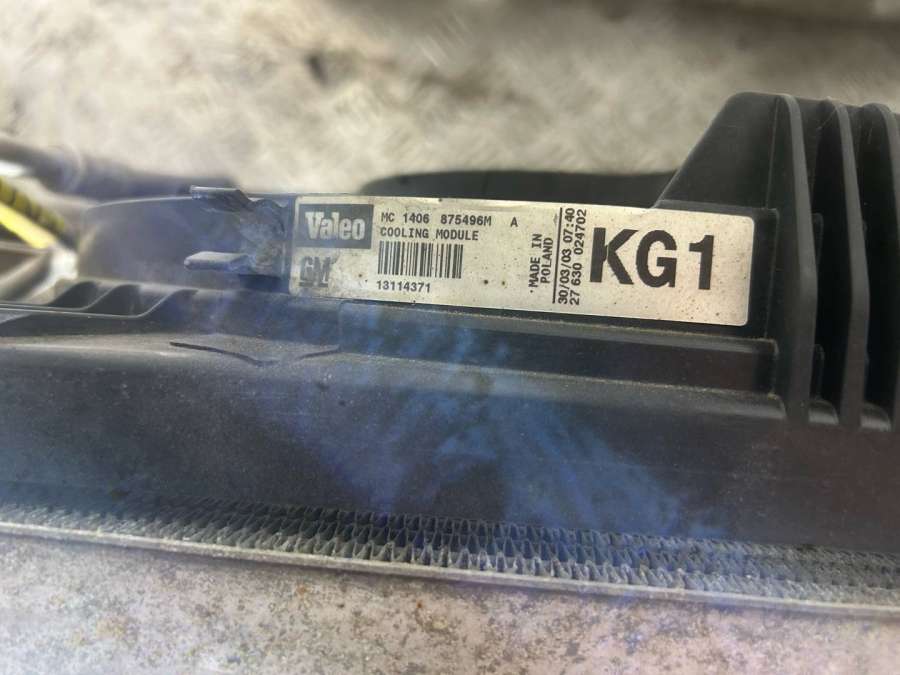 Valeo
MC 1406 875496M A
COOLING MODULE
GM
13114371
MADE IN
POLAND
30/03/03 07:40
27 630 024702
KG1